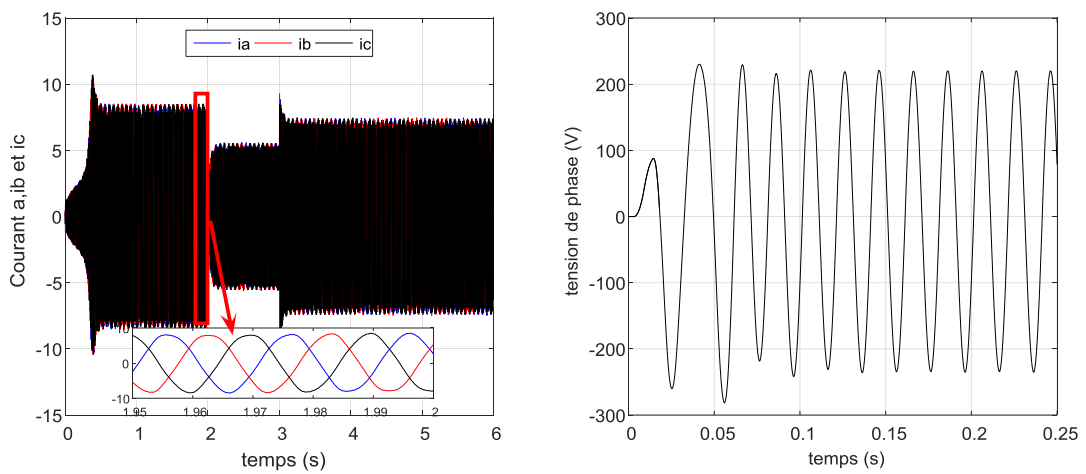 15
10
5
0
-5
-10
-15
Courant a,ib et ic
ia ib ic
10
0
-10
1.95 1.96 1.97 1.98 1.99 2
0 1 2 3 4 5 6
temps (s)
300
200
100
0
-100
-200
-300
tension de phase (V)
0 0.05 0.1 0.15 0.2 0.25
temps (s)